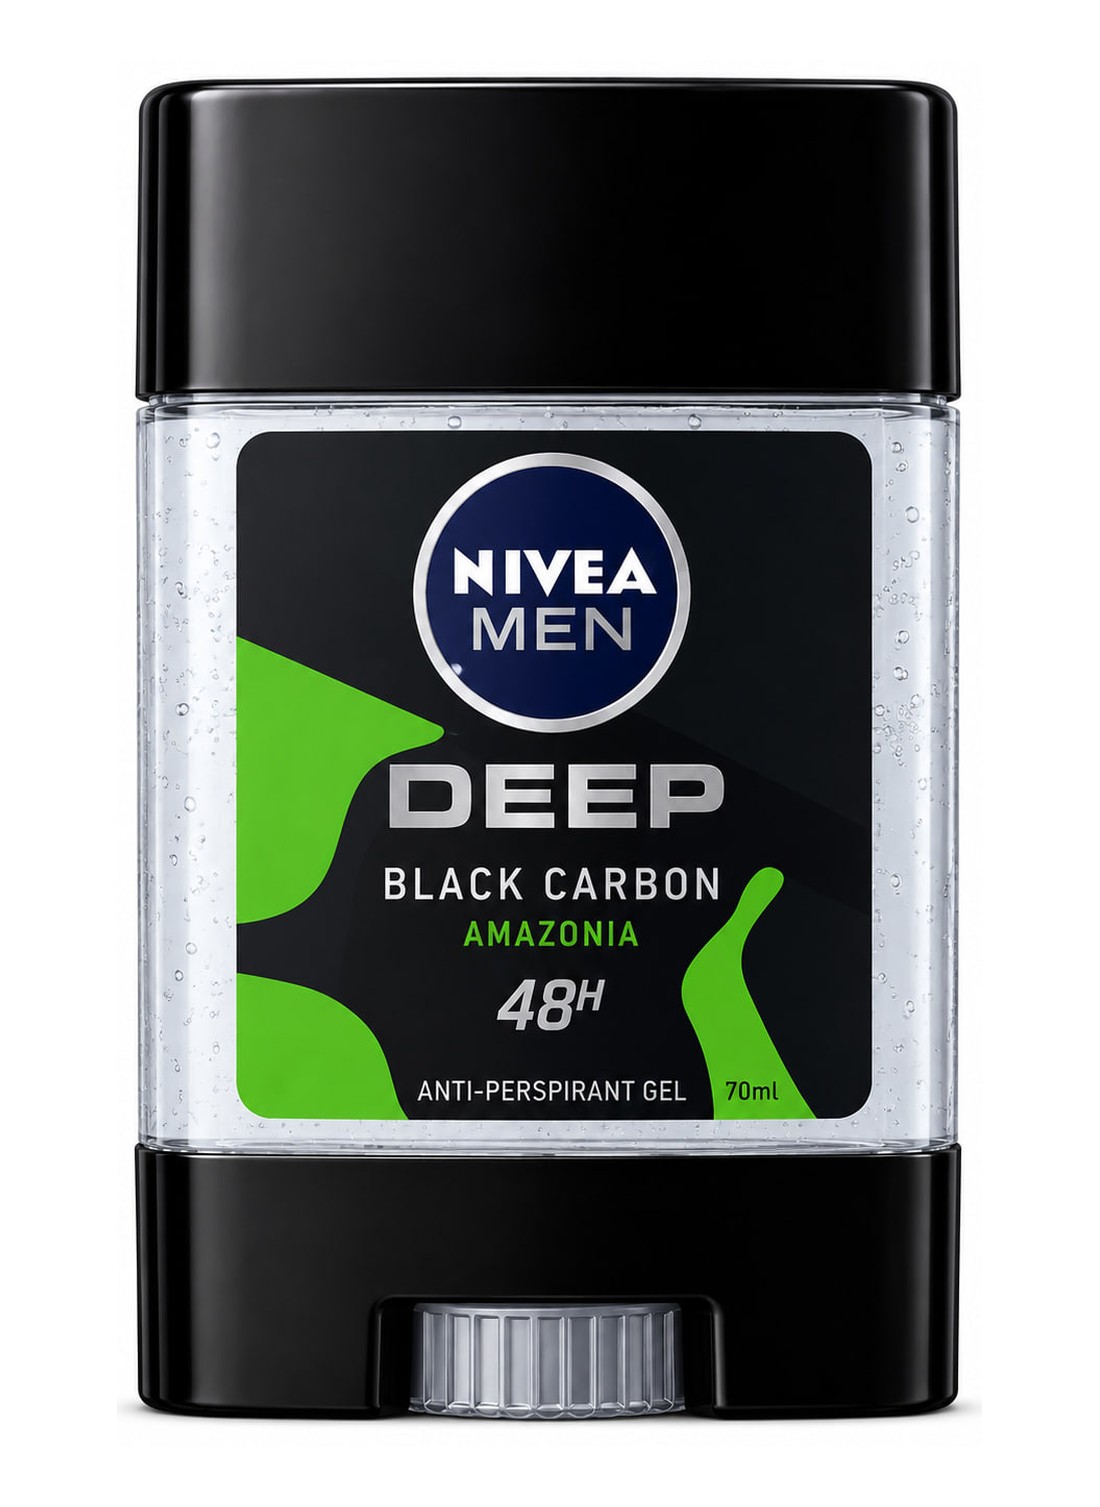 NIVEA
MEN
DEEP
BLACK CARBON
AMAZONIA
48H
ANTI-PERSPIRANT GEL 70ml